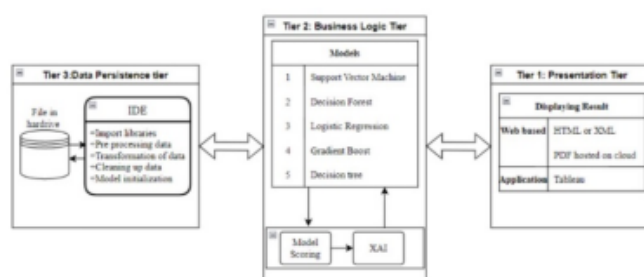 Tier 3:Data Persistence tier
File in
hardrive
IDE
•Import libraries
•Pre processing data
•Transformation of data
•Cleaning up data
•Model initialization
Tier 2: Business Logic Tier
Models
1 Support Vector Machine
2 Decision Forest
3 Logistic Regression
4 Gradient Boost
5 Decision tree
Model
Scoring
XAI
Tier 1: Presentation Tier
Displaying Result
Web based HTML or XML
PDF hosted on cloud
Application Tableau